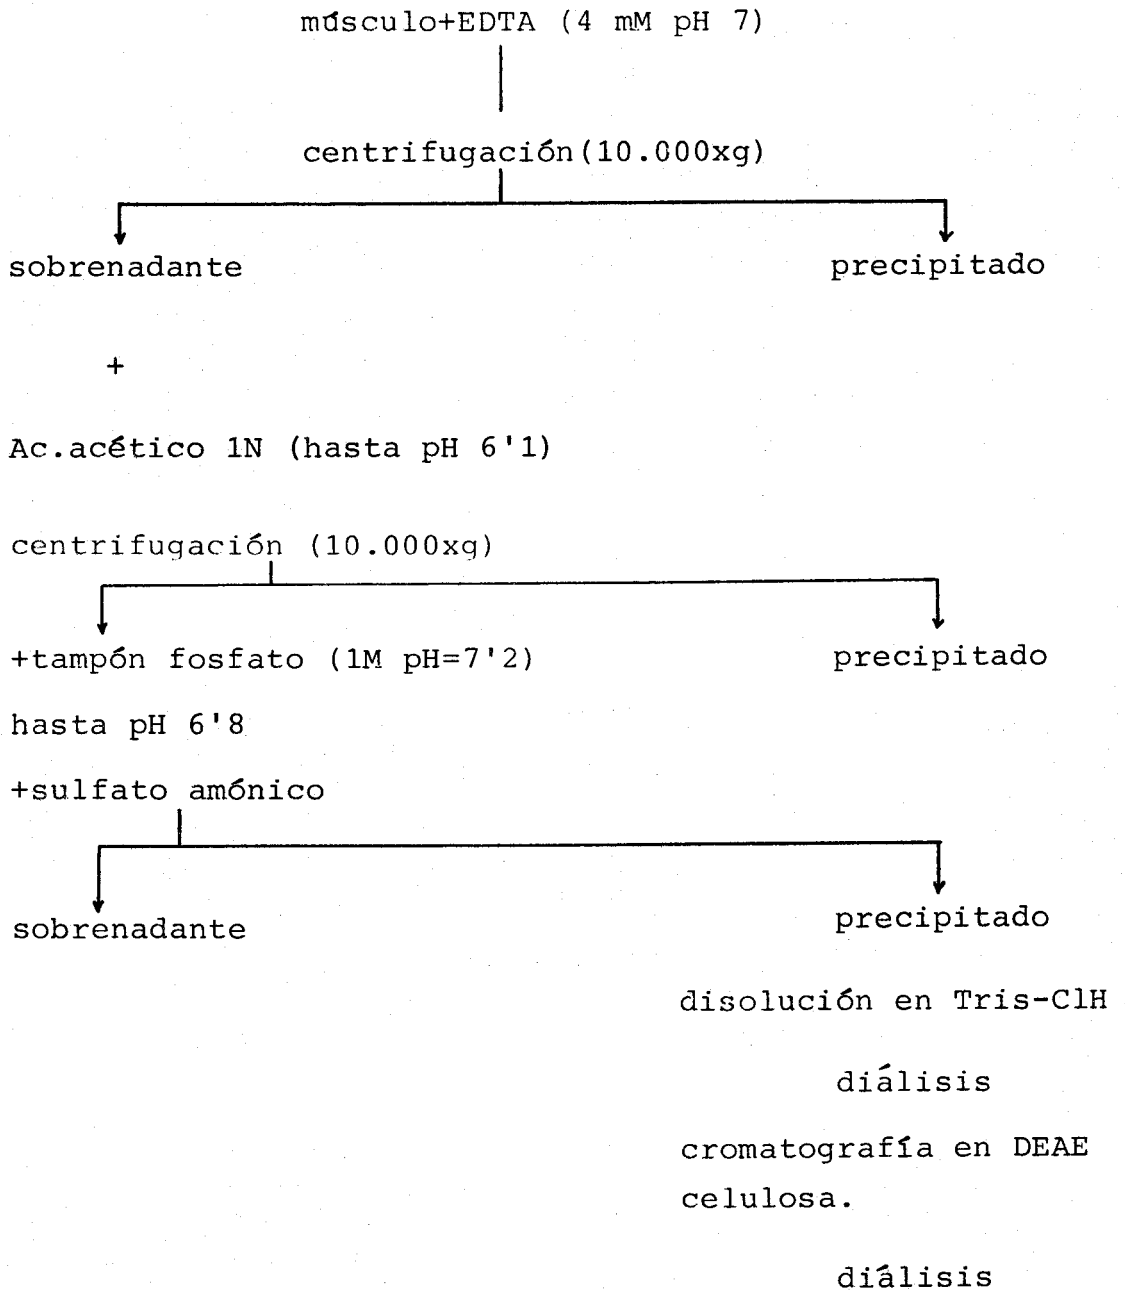 músculo+EDTA (4 mM pH 7)
centrifugación(10.000xg)
sobrenadante precipitado
+
Ac.acético 1N (hasta pH 6'1)
centrifugación (10.000xg)
+tampón fosfato (1M pH=7'2) precipitado
hasta pH 6'8
+sulfato amónico
sobrenadante precipitado
disolución en Tris-ClH
diálisis
cromatografía en DEAE
celulosa.
diálisis